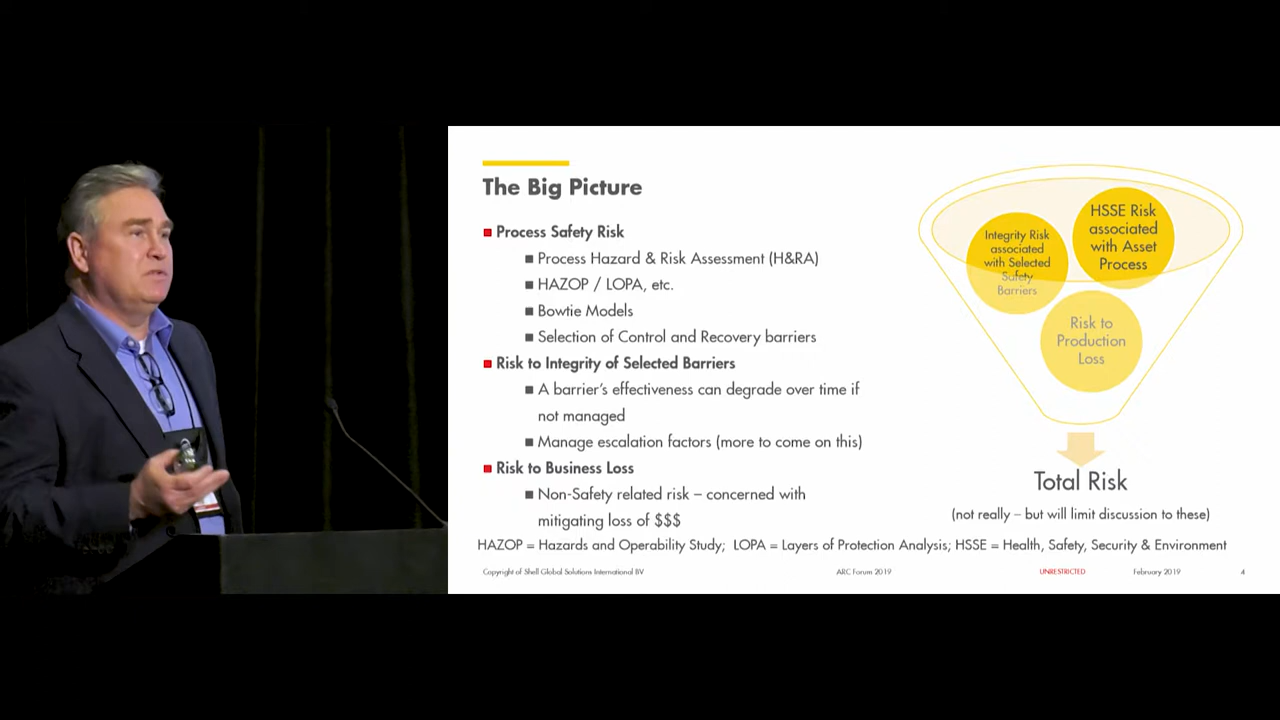 The Big Picture
Process Safety Risk
Process Hazard & Risk Assessment (H&RA)
HAZOP / LOPA, etc.
Bowtie Models
Selection of Control and Recovery barriers
Risk to Integrity of Selected Barriers
A barrier's effectiveness can degrade over time if
not managed
Manage escalation factors (more to come on this)
Risk to Business Loss
Non-Safety related risk – concerned with
mitigating loss of $$$
Integrity Risk
associated
with Selected
Safety
Barriers
HSSE Risk
associated
with Asset
Process
Risk to
Production
Loss
Total Risk
(not really – but will limit discussion to these)
HAZOP = Hazards and Operability Study; LOPA = Layers of Protection Analysis; HSSE = Health, Safety, Security & Environment
Copyright of Shell Global Solutions International BV
ARC Forum 2019
UNRESTRICTED
February 2019
4